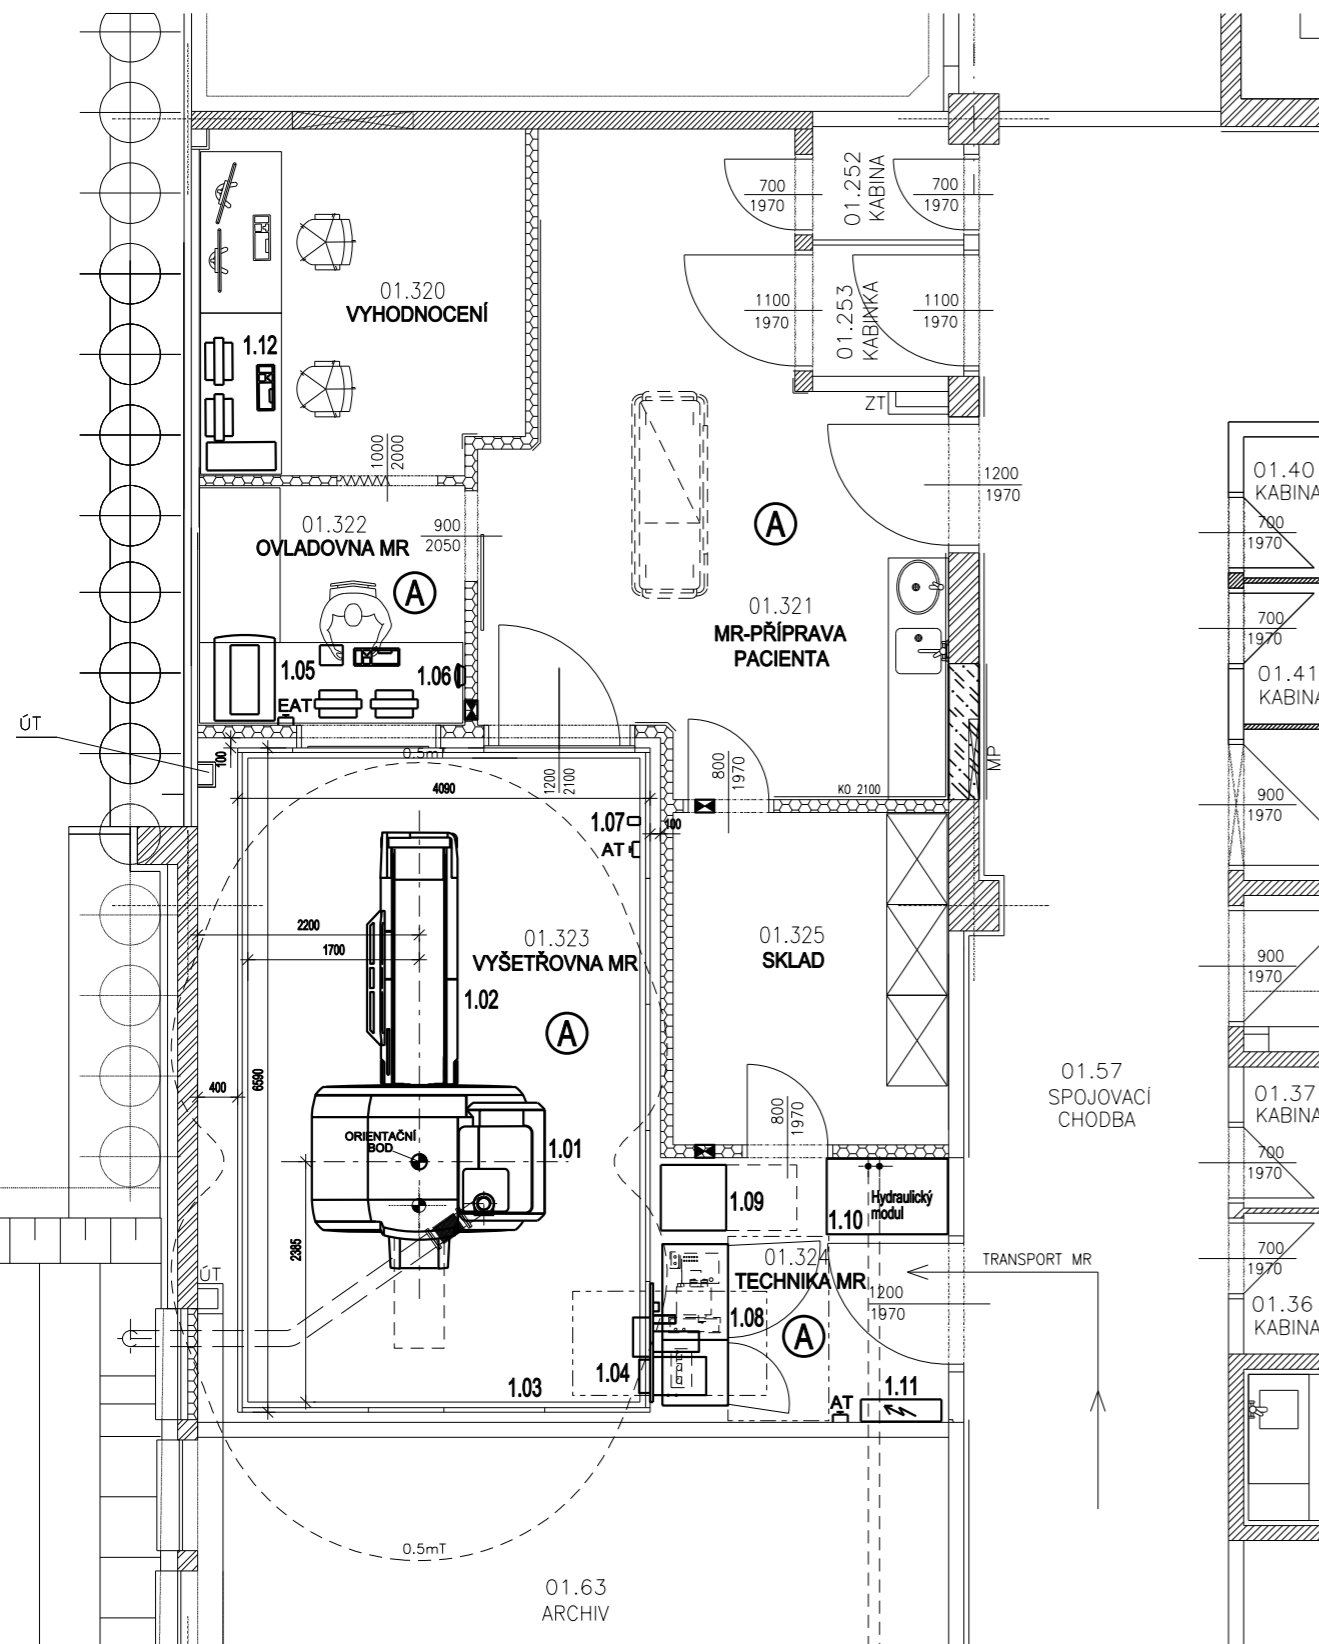 700
1970
01.252
KABINA
700
1970
1100
1970
01.253
KABINKA
1100
1970
01.320
VYHODNOCENÍ
1.12
ZT
1000
2000
1200
1970
01.40
KABINA
700
1970
01.322
OVLADOVNA MR
900
2050
A
A
01.321
MR-PŘÍPRAVA
PACIENTA
700
1970
01.41
KABINA
1.05
1.06
EAT
ÚT
100
0.5mT
1200
2100
800
1970
KO 2100
MP
900
1970
4090
1.07
100
AT
2200
1700
01.323
VYŠETŘOVNA MR
1.02
A
01.325
SKLAD
900
1970
400
6590
ORIENTAČNÍ
BOD
1.01
800
1970
01.57
SPOJOVACÍ
CHODBA
01.37
KABINA
700
1970
2385
1.09
1.10
Hydraulický
modul
ÚT
01.324
TECHNIKA MR
TRANSPORT MR
700
1970
1200
1970
1.08
A
01.36
KABINA
1.04
1.03
1.11
AT
0.5mT
01.63
ARCHIV